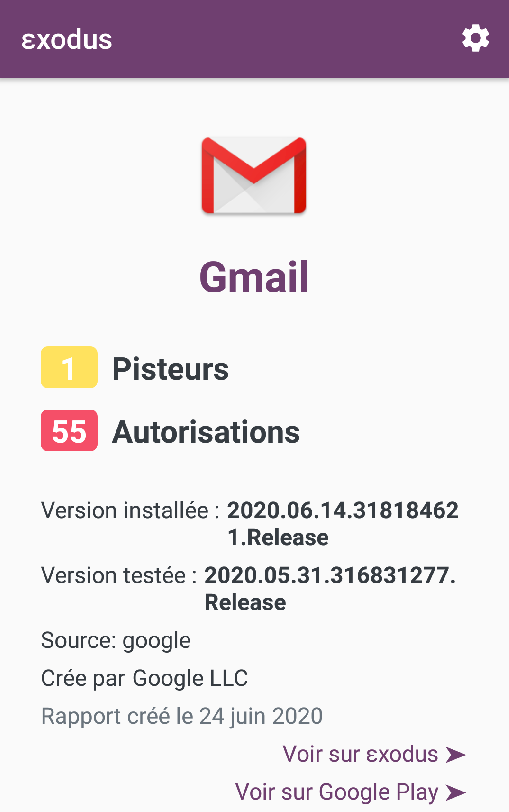 εxodus
Gmail
1 Pisteurs
55 Autorisations
Version installée : 2020.06.14.31818462
1.Release
Version testée : 2020.05.31.316831277.
Release
Source: google
Crée par Google LLC
Rapport créé le 24 juin 2020
Voir sur εxodus
Voir sur Google Play